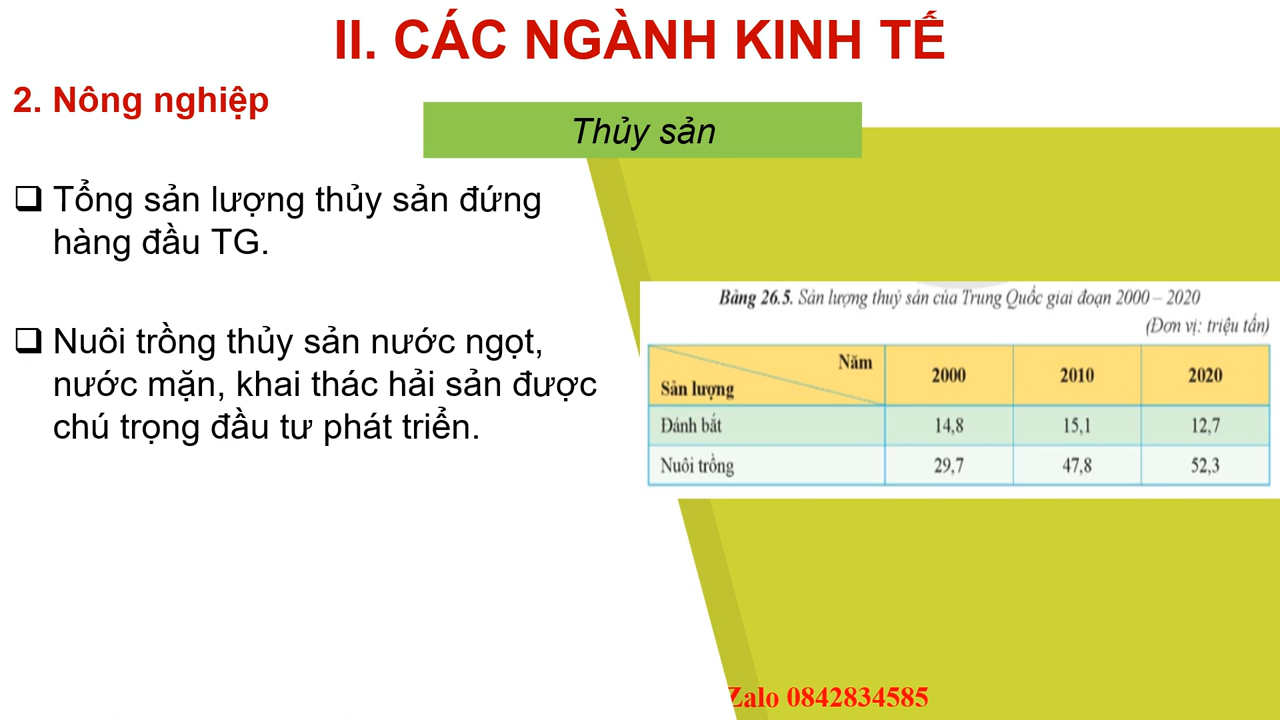 II. CÁC NGÀNH KINH TẾ
2. Nông nghiệp
Thủy sản
❑ Tổng sản lượng thủy sản đứng
hàng đầu TG.
❑ Nuôi trồng thủy sản nước ngọt,
nước mặn, khai thác hải sản được
chú trọng đầu tư phát triển.
Bảng 26.5. Sản lượng thuỷ sản của Trung Quốc giai đoạn 2000 – 2020
(Đơn vị: triệu tấn)
Năm
Sản lượng
2000 2010 2020
Đánh bắt 14,8 15,1 12,7
Nuôi trồng 29,7 47,8 52,3
Zalo 0842834585